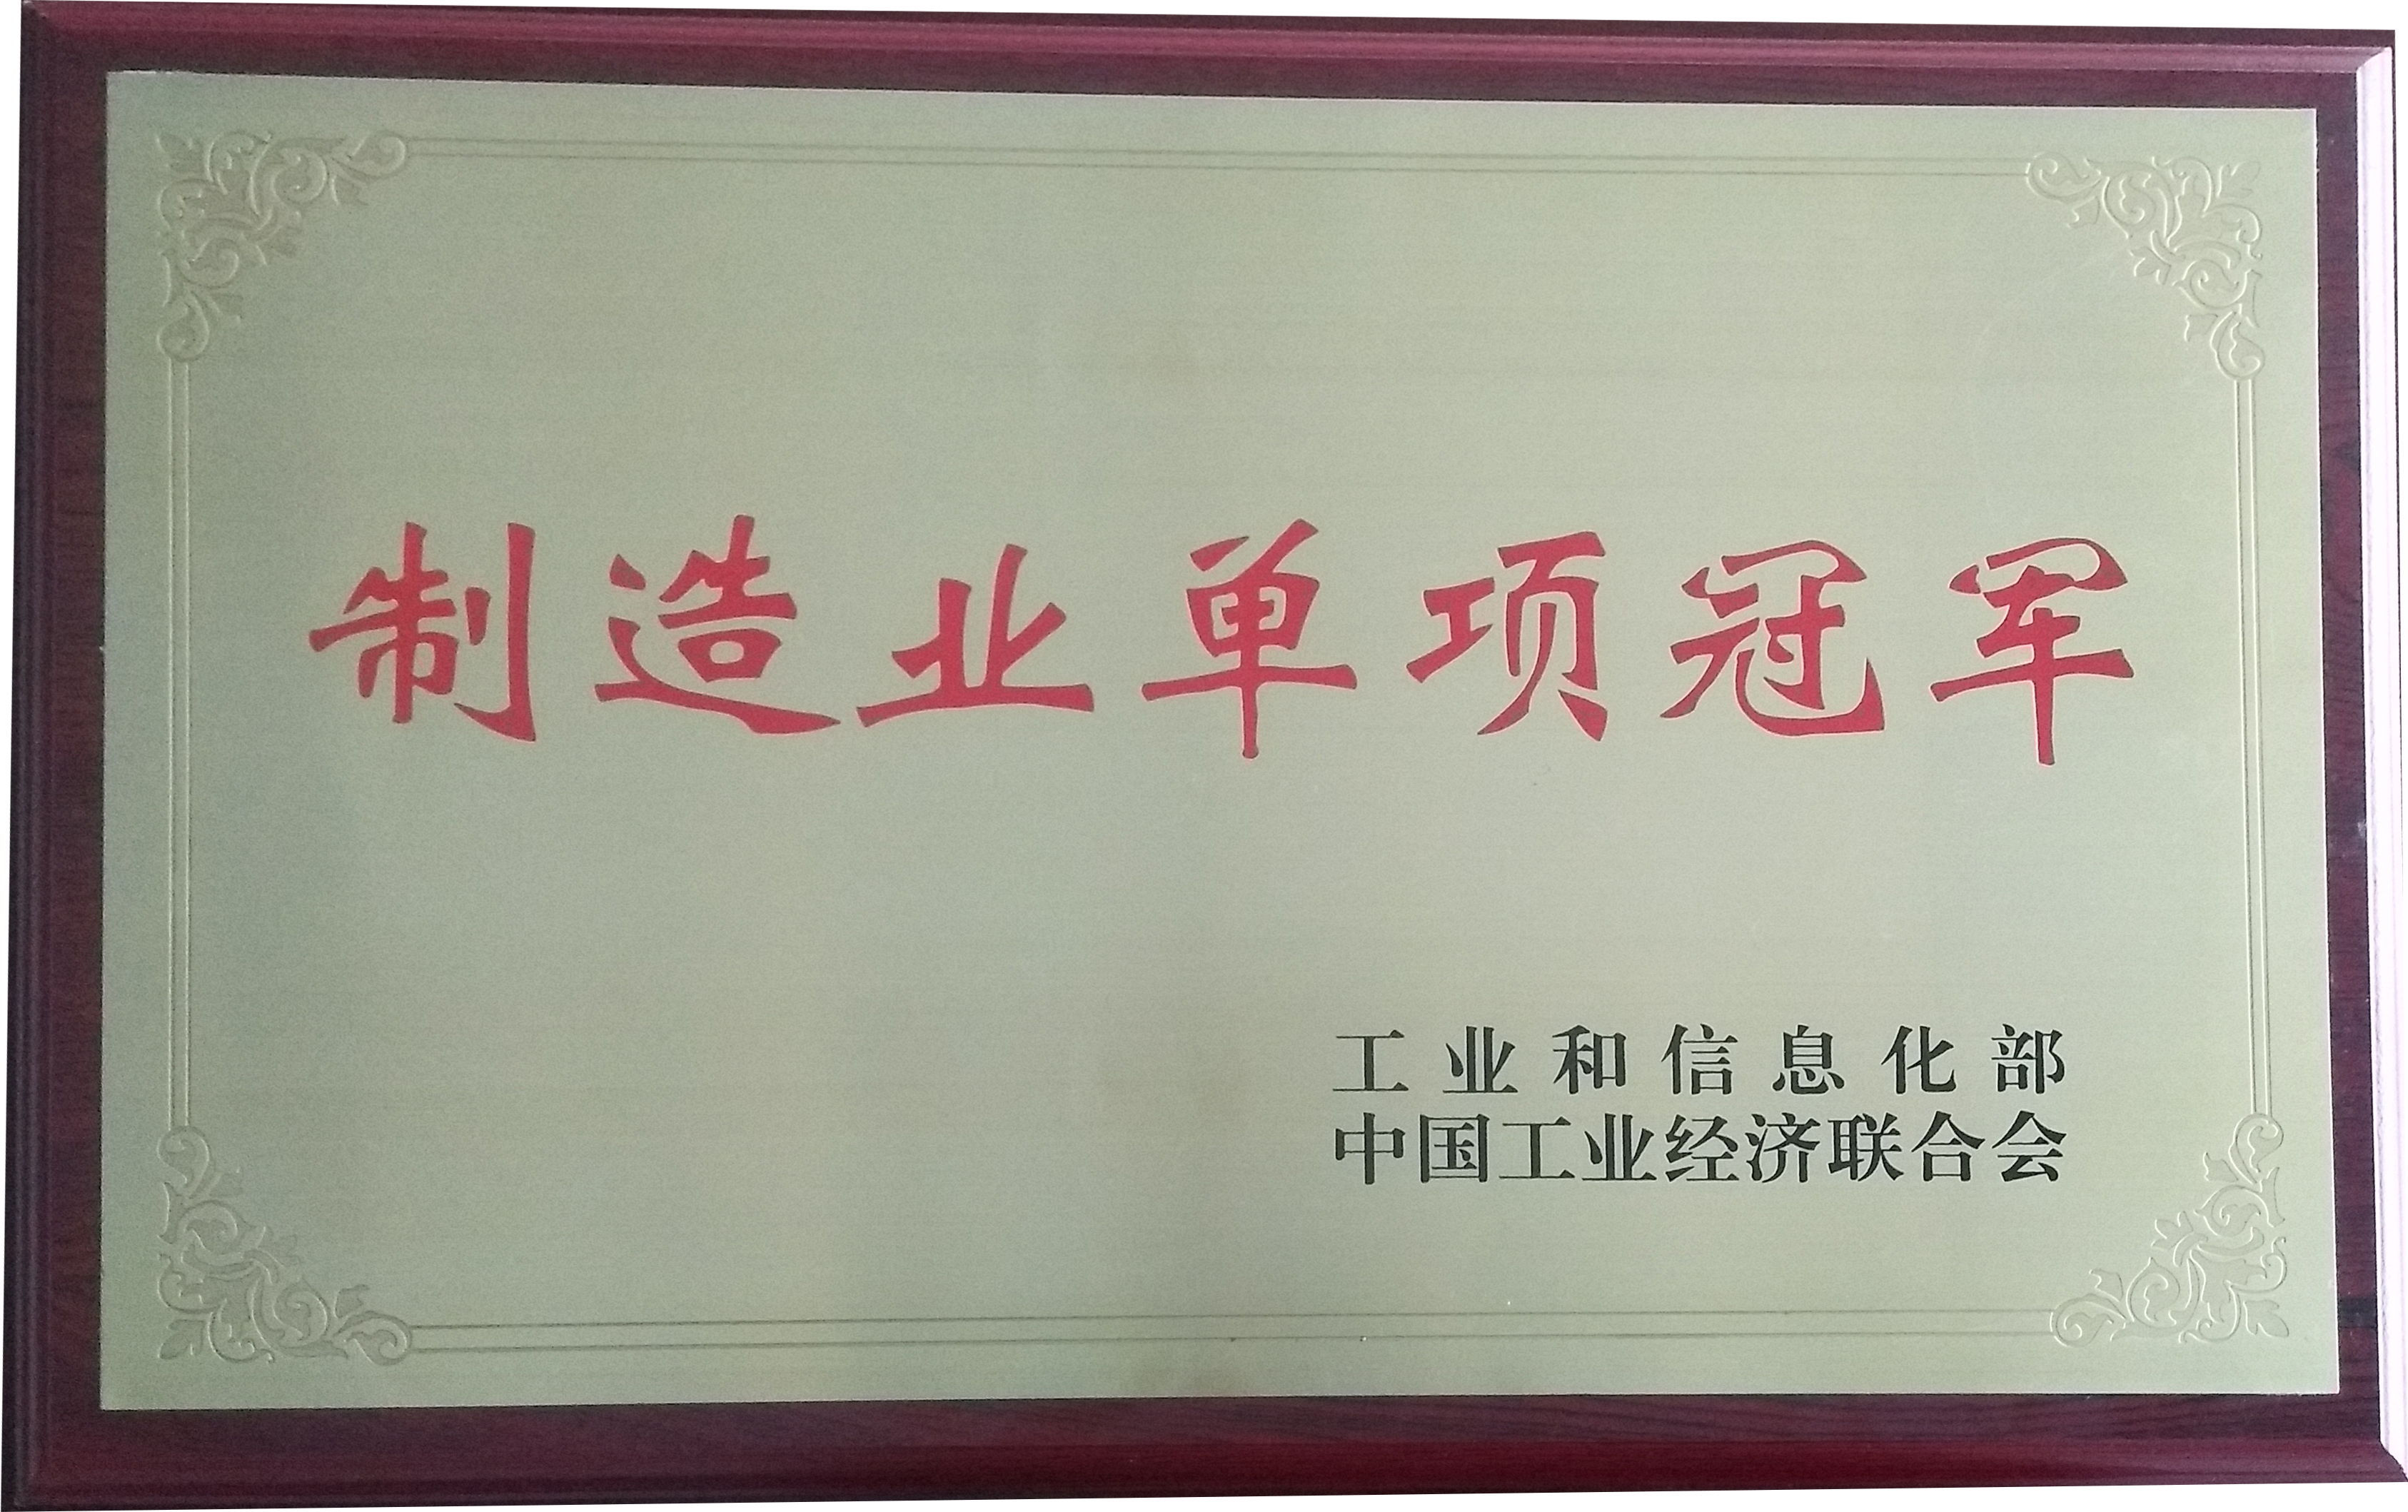 制造业单项冠军
工业和信息化部
中国工业经济联合会